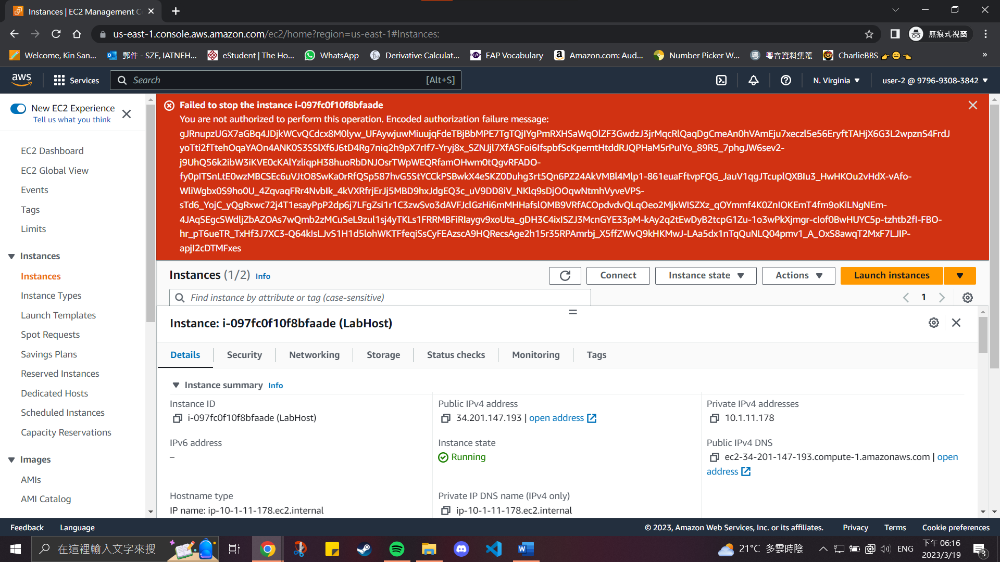 Instances | EC2 Management Co
us-east-1.console.aws.amazon.com/ec2/home?region=us-east-1#Instances:
無痕式視窗
Welcome, Kin San...
郵件 - SZE, IATNEH...
eStudent | The Ho...
WhatsApp
Derivative Calculat...
EAP Vocabulary
Amazon.com: Aud...
Number Picker W...
粵音資料集叢
CharlieBBS 👉😑👈
»
aws
Services
Search
[Alt+S]
N. Virginia
user-2 @ 9796-9308-3842
New EC2 Experience
Tell us what you think
EC2 Dashboard
EC2 Global View
Events
Tags
Limits
Instances
Instances
Instance Types
Launch Templates
Spot Requests
Savings Plans
Reserved Instances
Dedicated Hosts
Scheduled Instances
Capacity Reservations
Images
AMIs
AMI Catalog
Failed to stop the instance i-097fc0f10f8bfaade
You are not authorized to perform this operation. Encoded authorization failure message:
gJRnupzUGX7aGBq4JDjkWCvQCdcx8M0lyw_UFAywjuwMiuujqFdeTBjBbMPE7TgTQjIYgPmRXHSaWqOlZF3GwdzJ3jrMqcRlQaqDgCmeAn0hVAmEju7xeczl5e56EryftTAHjX6G3L2wpznS4FrdJ
yoTti2fTtehOqaYAOn4ANK0S3SSlXf6J6tD4Rg7niq2h9pX7rIf7-Yryj8x_SZNJjl7XfASFoi6IfspbfScKpemtHtddRJQPHaM5rPuIYo_89R5_7phgJW6sev2-
j9UhQ56k2ibW3iKVE0cKAlYzliqpH38huoRbDNJOsrTWpWEQRfamOHwm0tQgvRFADO-
fy0pITSnLtE0wzMBCSEc6uVJtO8SwKa0rRfQSp587hvG5StYCCkPSBwkX4eSKZ0Duhg3rt5Qn6PZ24AkVMBl4Mlp1-861euaFftvpFQG_JauV1qgJTcuplQXBIu3_HwHKOu2vHdX-vAfo-
WliWgbx0S9ho0U_4ZqvaqFRr4NvbIk_4kVXRfrjErJj5MBD9hxJdgEQ3c_uV9DD8iV_NKlq9sDjOOqwNtmhVyveVPS-
sTd6_YojC_yQgRxwc72j4T1esayPpP2dp6j7LFgZsi1r1C3zwSvo3dAVFJclGzHi6mMHHafslOMB9VRfACOpdvdvQLqOeo2MjkWISZXz_qOYmmf4K0ZnIOKEmT4fm9oKiLNgNEm-
4JAqSEgcSWdljZbAZOAs7wQmb2zMCuSeL9zul1sj4yTKLs1FRRMBFiRIaygv9xoUta_gDH3C4ixISZJ3McnGYE33pM-kAy2q2tEwDyB2tcpG1Zu-1o3wPkXjmgr-cIof0BwHUYC5p-tzhtb2fI-FBO-
hr_pT6ueTR_TxHf3J7XC3-Q64kIsLJvS1H1d5lohWKTFfeqiSsCyFEAzscA9HQRecsAge2h15r35RPAmrbj_X5ffZWvQ9kHKMwJ-LAa5dx1nTqQuNLQ04pmv1_A_OxS8awqT2MxF7LJIP-
apjI2cDTMFxes
Instances (1/2) Info
Connect
Instance state
Actions
Launch instances
Find instance by attribute or tag (case-sensitive)
1
Instance: i-097fc0f10f8bfaade (LabHost)
Details
Security
Networking
Storage
Status checks
Monitoring
Tags
Instance summary Info
Instance ID
i-097fc0f10f8bfaade (LabHost)
Public IPv4 address
34.201.147.193 | open address
Private IPv4 addresses
10.1.11.178
IPv6 address
–
Instance state
Running
Public IPv4 DNS
ec2-34-201-147-193.compute-1.amazonaws.com | open
address
Hostname type
IP name: ip-10-1-11-178.ec2.internal
Private IP DNS name (IPv4 only)
ip-10-1-11-178.ec2.internal
Feedback
Language
© 2023, Amazon Web Services, Inc. or its affiliates.
Privacy
Terms
Cookie preferences
在這裡輸入文字來搜
21°C 多雲時陰
ENG
下午 06:16
2023/3/19
3